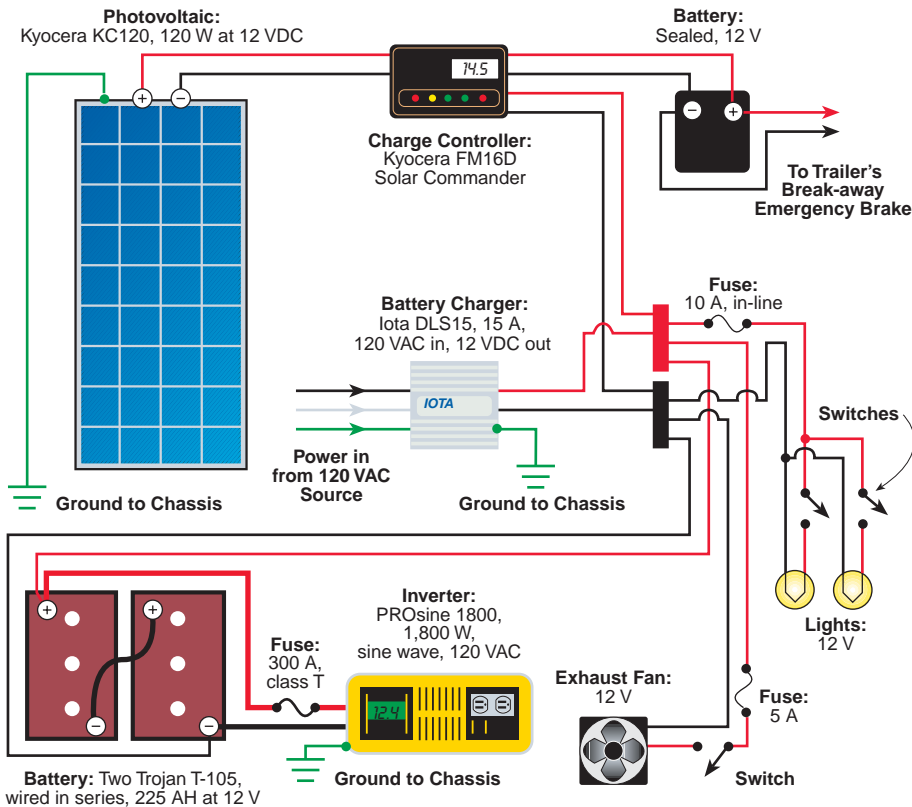 Photovoltaic:
Kyocera KC120, 120 W at 12 VDC
Battery:
Sealed, 12 V
14.5
+
−
−
+
Charge Controller:
Kyocera FM16D
Solar Commander
To Trailer's
Break-away
Emergency Brake
Fuse:
10 A, in-line
Battery Charger:
Iota DLS15, 15 A,
120 VAC in, 12 VDC out
IOTA
Switches
Power in
from 120 VAC
Source
Ground to Chassis
Ground to Chassis
Lights:
12 V
+
+
−
−
Fuse:
300 A,
class T
Inverter:
PROsine 1800,
1,800 W,
sine wave, 120 VAC
12.4
Ground to Chassis
Exhaust Fan:
12 V
Fuse:
5 A
Switch
Battery: Two Trojan T-105,
wired in series, 225 AH at 12 V